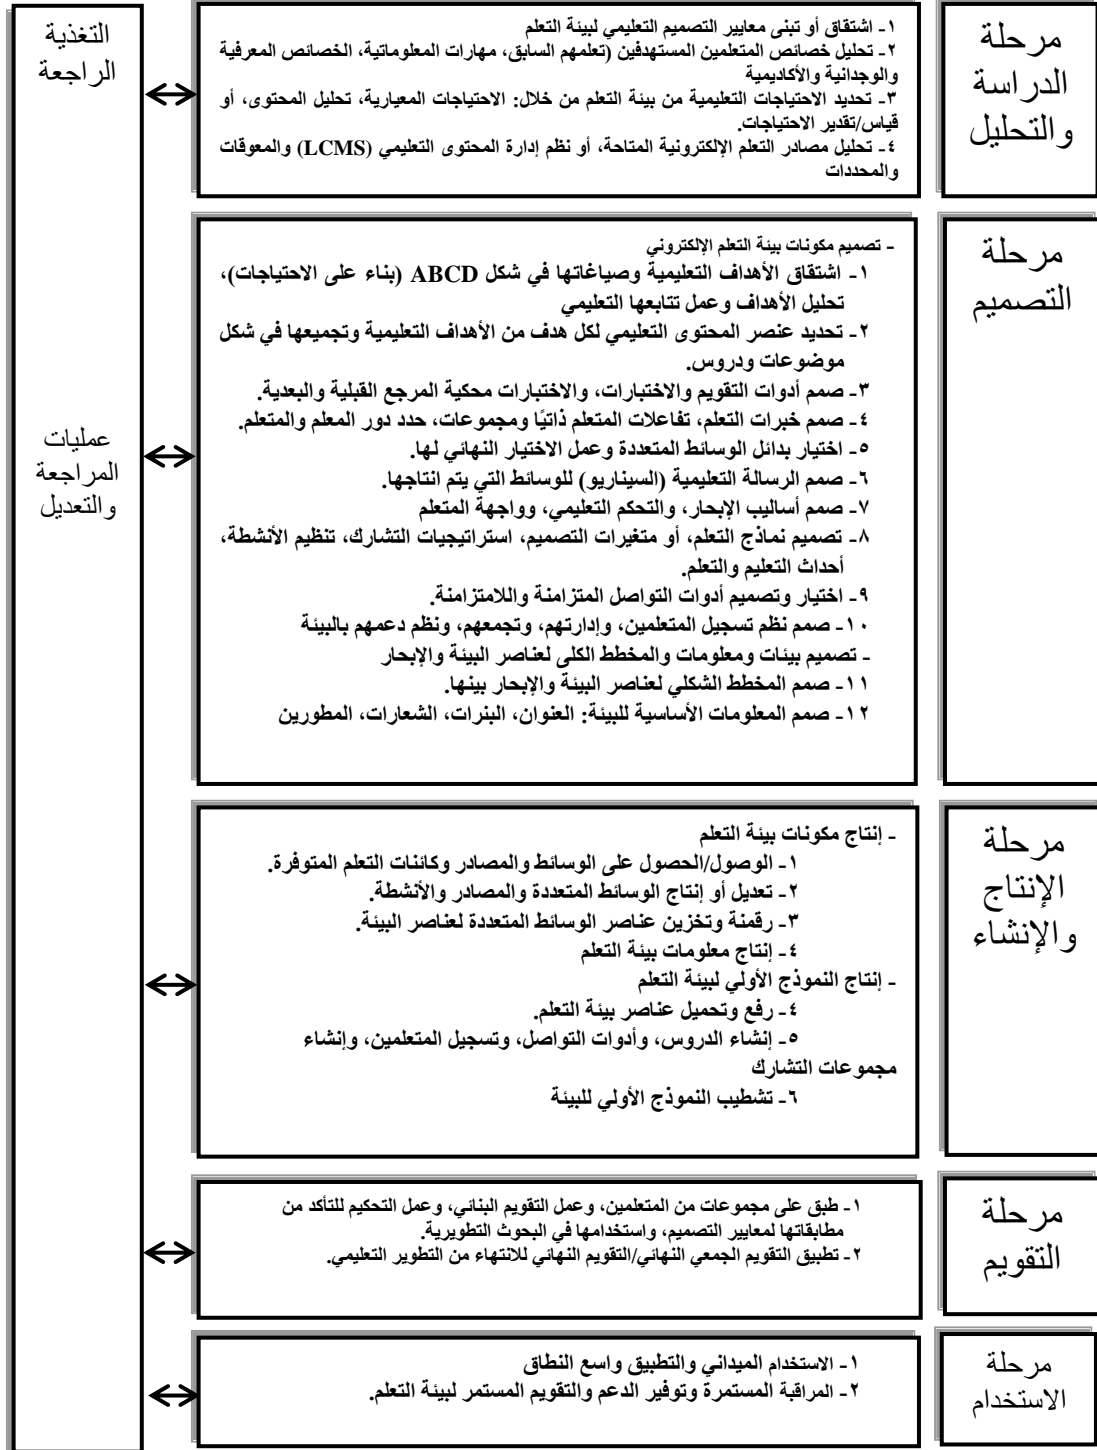 مرحلة
الدراسة
والتحليل
١- اشتقاق أو تبنى معايير التصميم التعليمي لبيئة التعلم
٢- تحليل خصائص المتعلمين المستهدفين (تعلمهم السابق، مهارات المعلوماتية، الخصائص المعرفية
والوجدانية والأكاديمية
٣- تحديد الاحتياجات التعليمية من بيئة التعلم من خلال: الاحتياجات المعيارية، تحليل المحتوى، أو
قياس/تقدير الاحتياجات.
٤- تحليل مصادر التعلم الإلكترونية المتاحة، أو نظم إدارة المحتوى التعليمي (LCMS) والمعوقات
والمحددات
التغذية
الراجعة
عمليات
المراجعة
والتعديل
مرحلة
التصميم
- تصميم مكونات بيئة التعلم الإلكتروني
١- اشتقاق الأهداف التعليمية وصياغاتها في شكل ABCD (بناء على الاحتياجات)،
تحليل الأهداف وعمل تتابعها التعليمي
٢- تحديد عنصر المحتوى التعليمي لكل هدف من الأهداف التعليمية وتجميعها في شكل
موضوعات ودروس.
٣- صمم أدوات التقويم والاختبارات، والاختبارات محكية المرجع القبلية والبعدية.
٤- صمم خبرات التعلم، تفاعلات المتعلم ذاتيًا ومجموعات، حدد دور المعلم والمتعلم.
٥- اختيار بدائل الوسائط المتعددة وعمل الاختيار النهائي لها.
٦- صمم الرسالة التعليمية (السيناريو) للوسائط التي يتم انتاجها.
٧- صمم أساليب الإبحار، والتحكم التعليمي، وواجهة المتعلم
٨- تصميم نماذج التعلم، أو متغيرات التصميم، استراتيجيات التشارك، تنظيم الأنشطة،
أحداث التعليم والتعلم.
٩- اختيار وتصميم أدوات التواصل المتزامنة واللامتزامنة.
١٠- صمم نظم تسجيل المتعلمين، وإدارتهم، وتجمعهم، ونظم دعمهم بالبيئة
- تصميم بيئات ومعلومات والمخطط الكلى لعناصر البيئة والإبحار
١١- صمم المخطط الشكلي لعناصر البيئة والإبحار بينها.
١٢- صمم المعلومات الأساسية للبيئة: العنوان، البنرات، الشعارات، المطورين
مرحلة
الإنتاج
والإنشاء
- إنتاج مكونات بيئة التعلم
١- الوصول/الحصول على الوسائط والمصادر وكائنات التعلم المتوفرة.
٢- تعديل أو إنتاج الوسائط المتعددة والمصادر والأنشطة.
٣- رقمنة وتخزين عناصر الوسائط المتعددة لعناصر البيئة.
٤- إنتاج معلومات بيئة التعلم
- إنتاج النموذج الأولي لبيئة التعلم
٤- رفع وتحميل عناصر بيئة التعلم.
٥- إنشاء الدروس، وأدوات التواصل، وتسجيل المتعلمين، وإنشاء
مجموعات التشارك
٦- تشطيب النموذج الأولي للبيئة
مرحلة
التقويم
١- طبق على مجموعات من المتعلمين، وعمل التقويم البنائي، وعمل التحكيم للتأكد من
مطابقاتها لمعايير التصميم، واستخدامها في البحوث التطويرية.
٢- تطبيق التقويم الجمعي النهائي/التقويم النهائي للانتهاء من التطوير التعليمي.
مرحلة
الاستخدام
١- الاستخدام الميداني والتطبيق واسع النطاق
٢- المراقبة المستمرة وتوفير الدعم والتقويم المستمر لبيئة التعلم.